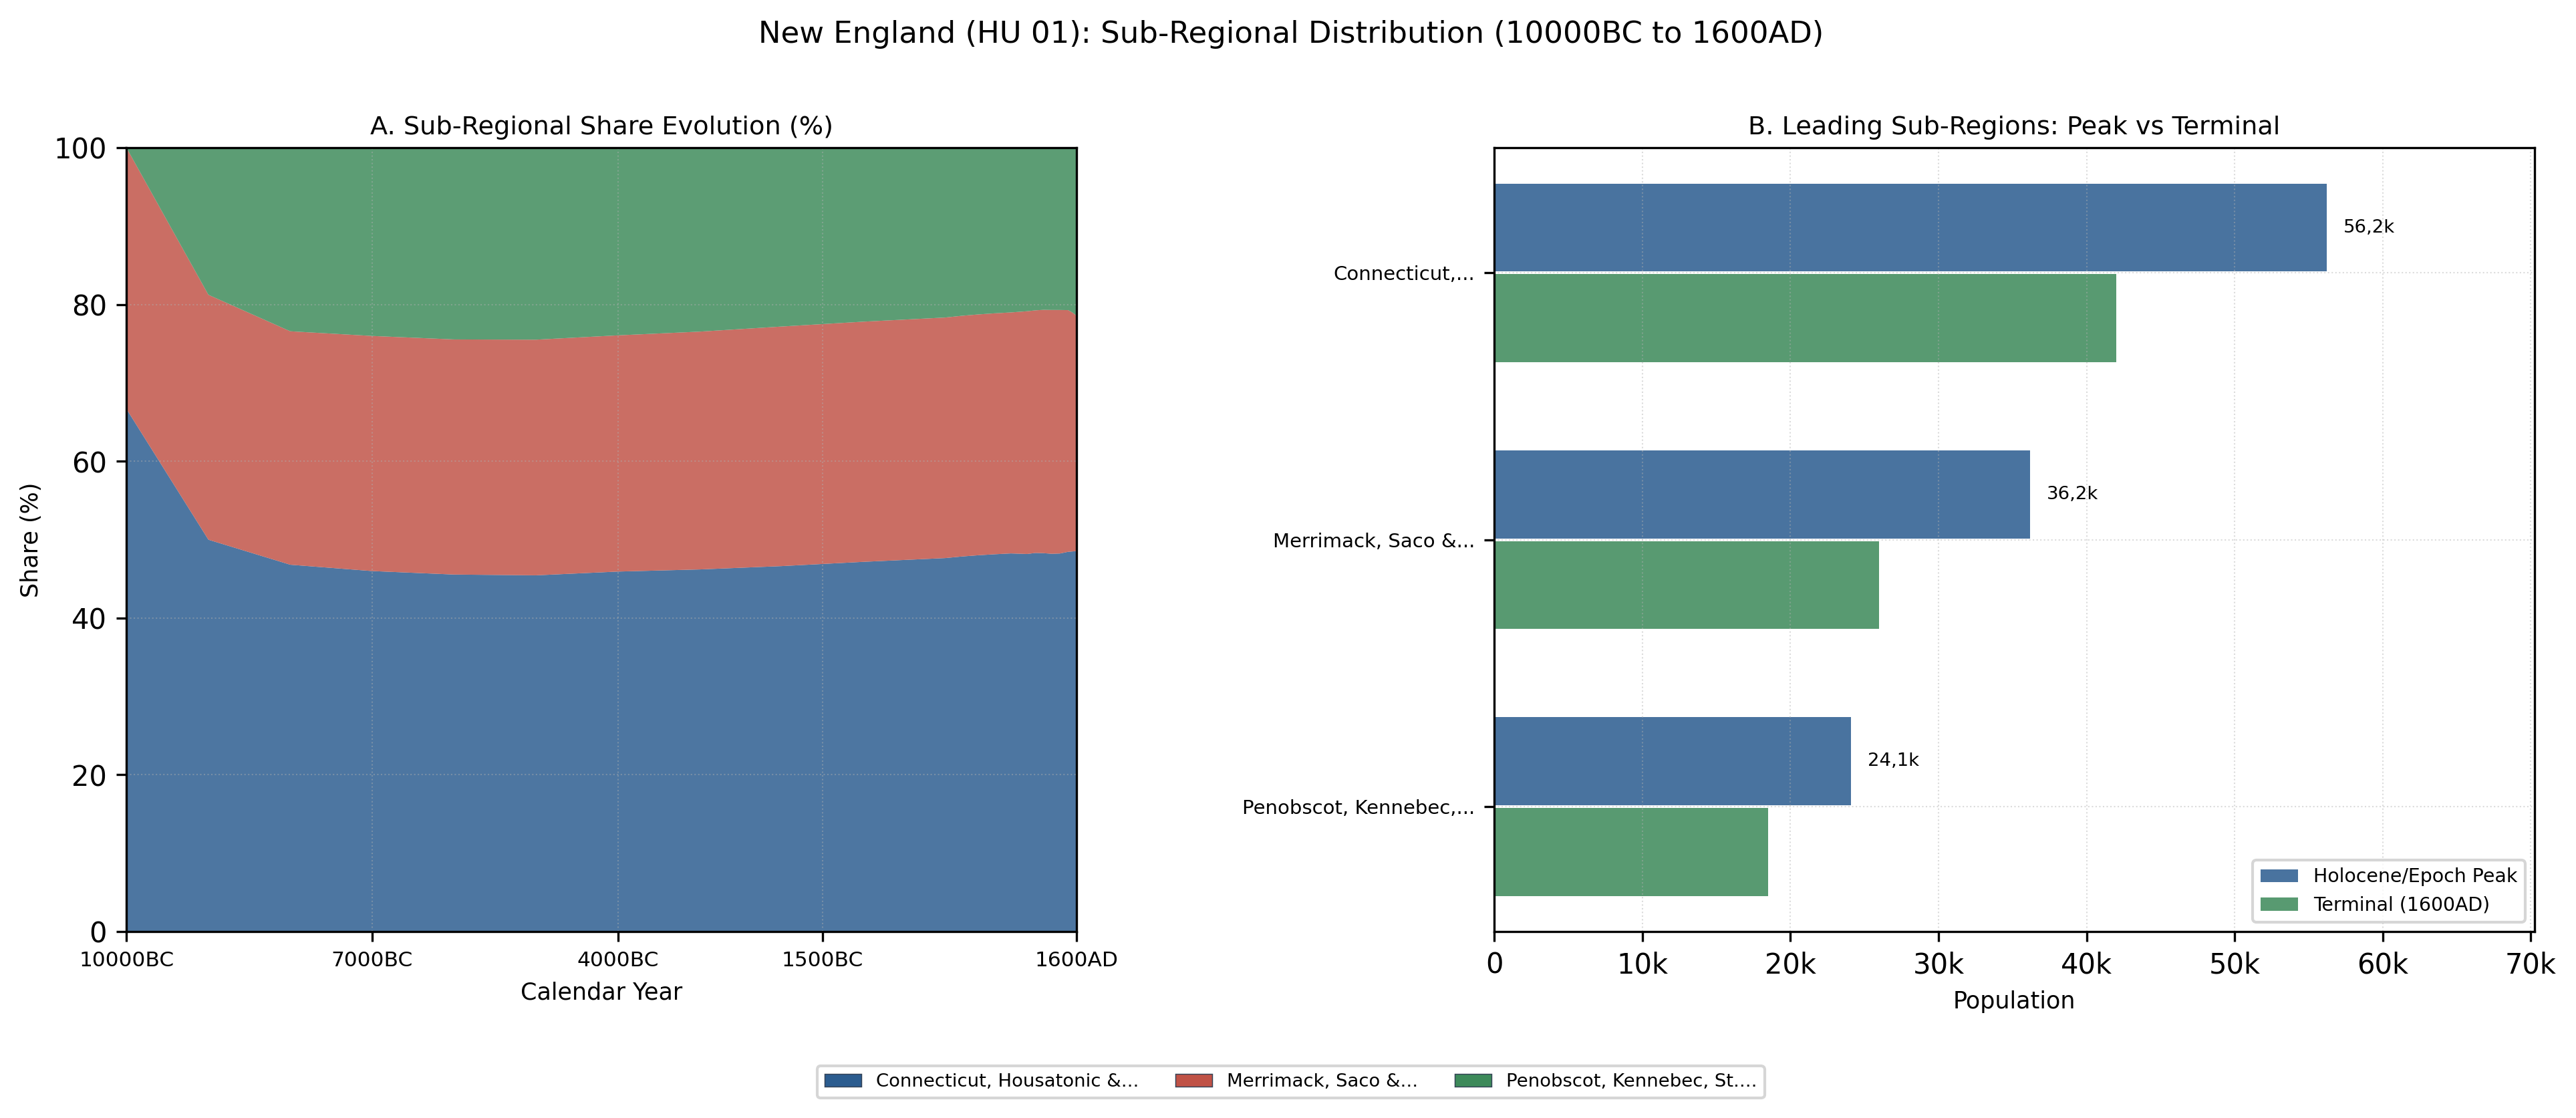 New England (HU 01): Sub-Regional Distribution (10000BC to 1600AD)
A. Sub-Regional Share Evolution (%)
100
80
60
40
20
0
Share (%)
10000BC 7000BC 4000BC 1500BC 1600AD
Calendar Year
B. Leading Sub-Regions: Peak vs Terminal
Connecticut,...
56,2k
Merrimack, Saco &...
36,2k
Penobscot, Kennebec,...
24,1k
Holocene/Epoch Peak
Terminal (1600AD)
0 10k 20k 30k 40k 50k 60k 70k
Population
Connecticut, Housatonic &... Merrimack, Saco &... Penobscot, Kennebec, St....